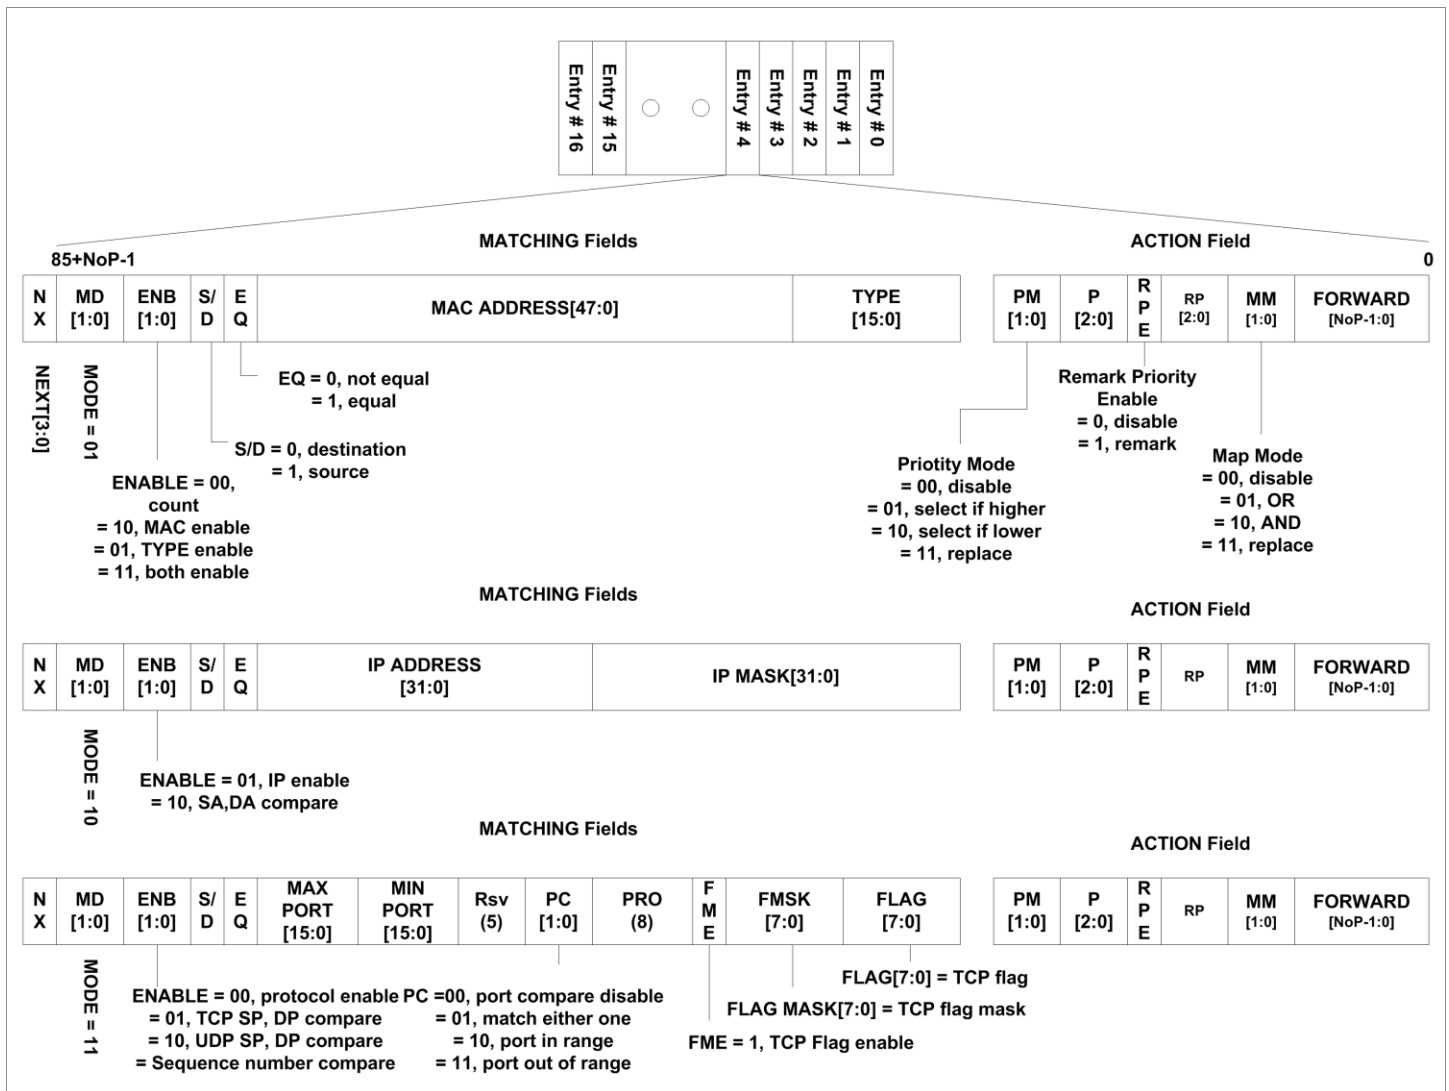 Entry # 16
Entry # 15
Entry # 4
Entry # 3
Entry # 2
Entry # 1
Entry # 0
MATCHING Fields
ACTION Field
85+NoP-1
0
N
X
MD
[1:0]
ENB
[1:0]
S/
D
E
Q
MAC ADDRESS[47:0]
TYPE
[15:0]
PM
[1:0]
P
[2:0]
R
P
E
RP
[2:0]
MM
[1:0]
FORWARD
[NoP-1:0]
NEXT[3:0]
MODE = 01
EQ = 0, not equal
= 1, equal
S/D = 0, destination
= 1, source
ENABLE = 00,
count
= 10, MAC enable
= 01, TYPE enable
= 11, both enable
Priotity Mode
= 00, disable
= 01, select if higher
= 10, select if lower
= 11, replace
Remark Priority
Enable
= 0, disable
= 1, remark
Map Mode
= 00, disable
= 01, OR
= 10, AND
= 11, replace
MATCHING Fields
ACTION Field
N
X
MD
[1:0]
ENB
[1:0]
S/
D
E
Q
IP ADDRESS
[31:0]
IP MASK[31:0]
PM
[1:0]
P
[2:0]
R
P
E
RP
MM
[1:0]
FORWARD
[NoP-1:0]
MODE = 10
ENABLE = 01, IP enable
= 10, SA,DA compare
MATCHING Fields
ACTION Field
N
X
MD
[1:0]
ENB
[1:0]
S/
D
E
Q
MAX
PORT
[15:0]
MIN
PORT
[15:0]
Rsv
(5)
PC
[1:0]
PRO
(8)
F
M
E
FMSK
[7:0]
FLAG
[7:0]
PM
[1:0]
P
[2:0]
R
P
E
RP
MM
[1:0]
FORWARD
[NoP-1:0]
MODE = 11
ENABLE = 00, protocol enable
= 01, TCP SP, DP compare
= 10, UDP SP, DP compare
= Sequence number compare
PC =00, port compare disable
= 01, match either one
= 10, port in range
= 11, port out of range
FLAG[7:0] = TCP flag
FLAG MASK[7:0] = TCP flag mask
FME = 1, TCP Flag enable